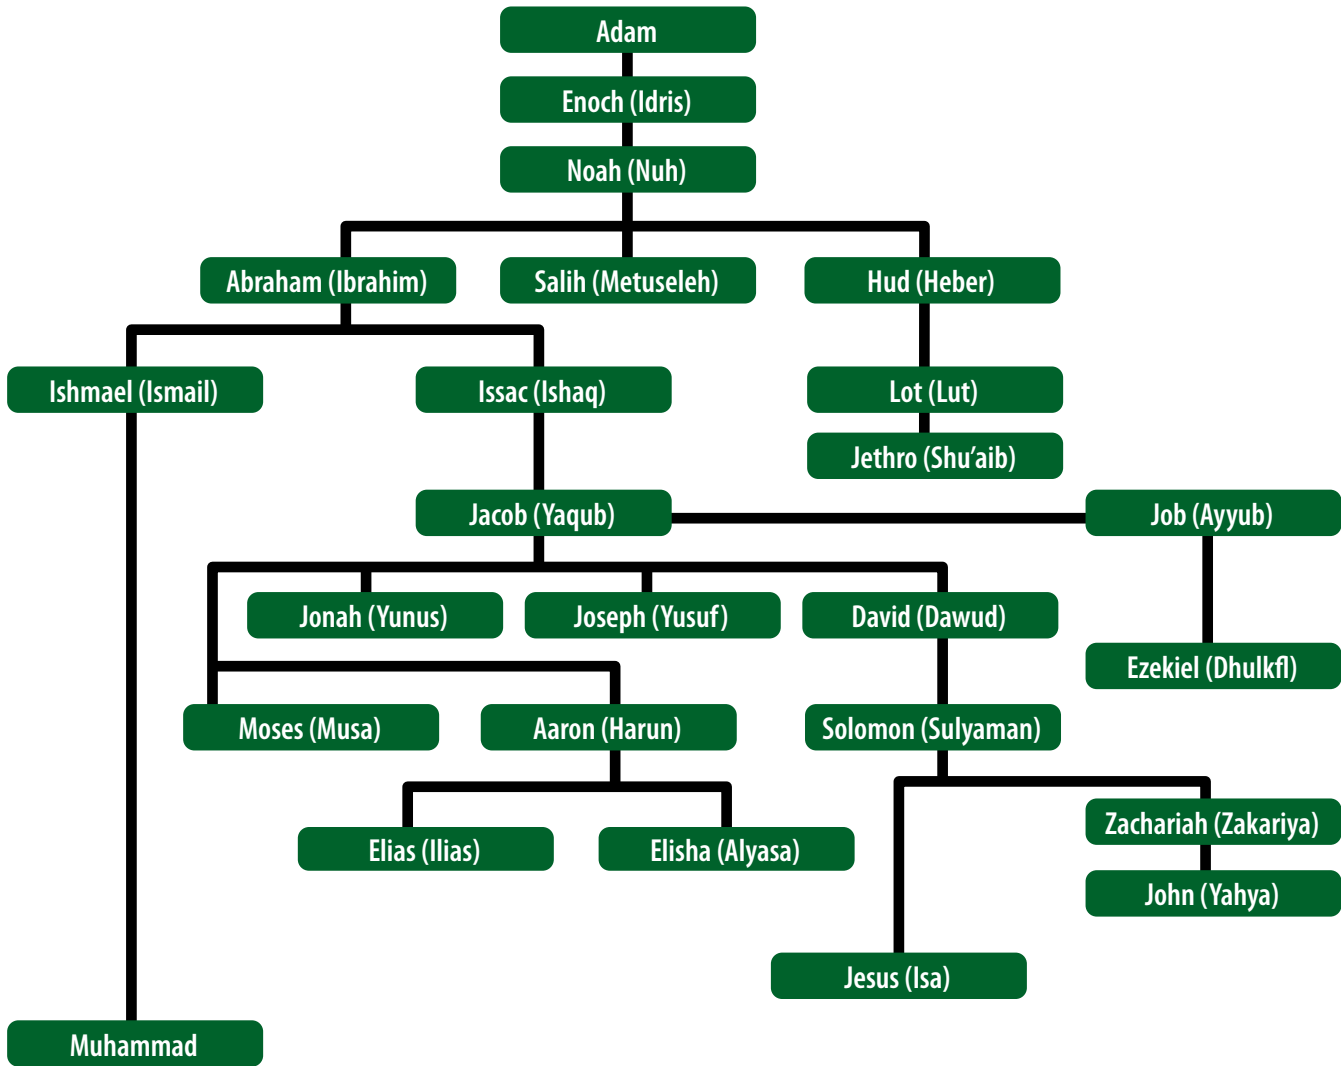 Adam
Enoch (Idris)
Noah (Nuh)
Abraham (Ibrahim)
Salih (Metuseleh)
Hud (Heber)
Ishmael (Ismail)
Issac (Ishaq)
Lot (Lut)
Jethro (Shu’aib)
Jacob (Yaqub)
Job (Ayyub)
Jonah (Yunus)
Joseph (Yusuf)
David (Dawud)
Ezekiel (Dhulkfl)
Moses (Musa)
Aaron (Harun)
Solomon (Sulyaman)
Zachariah (Zakariya)
Elias (Ilias)
Elisha (Alyasa)
John (Yahya)
Jesus (Isa)
Muhammad